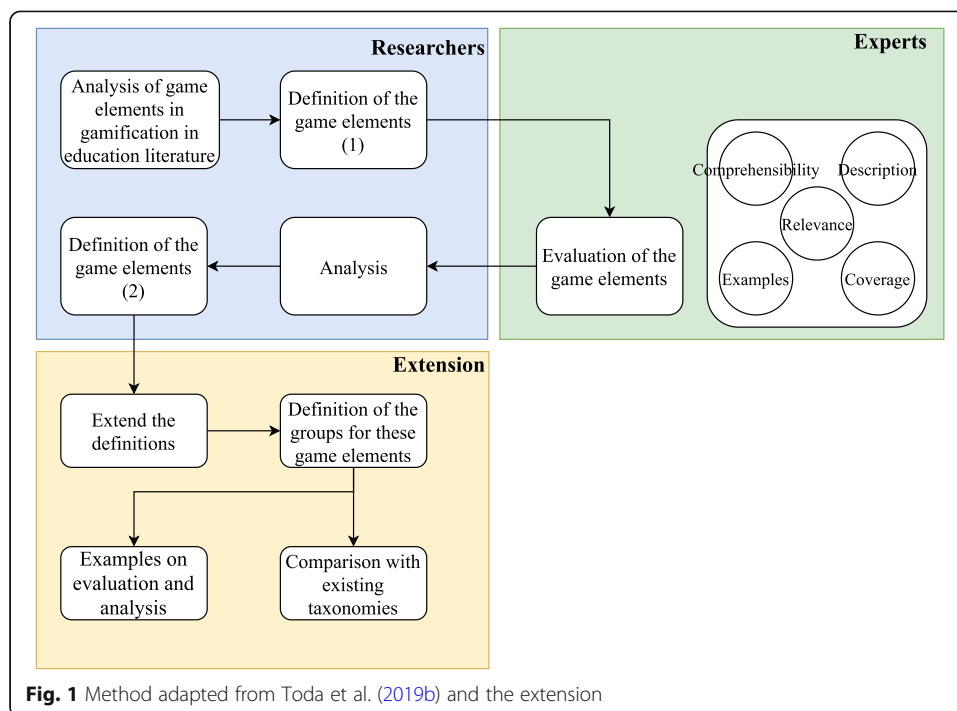 Researchers
Analysis of game
elements in
gamification in
education literature
Definition of the
game elements
(1)
Experts
Comprehensibility
Description
Relevance
Examples
Coverage
Evaluation of the
game elements
Analysis
Definition of the
game elements
(2)
Extension
Extend the
definitions
Definition of the
groups for these
game elements
Examples on
evaluation and
analysis
Comparison with
existing
taxonomies
Fig. 1 Method adapted from Toda et al. (2019b) and the extension